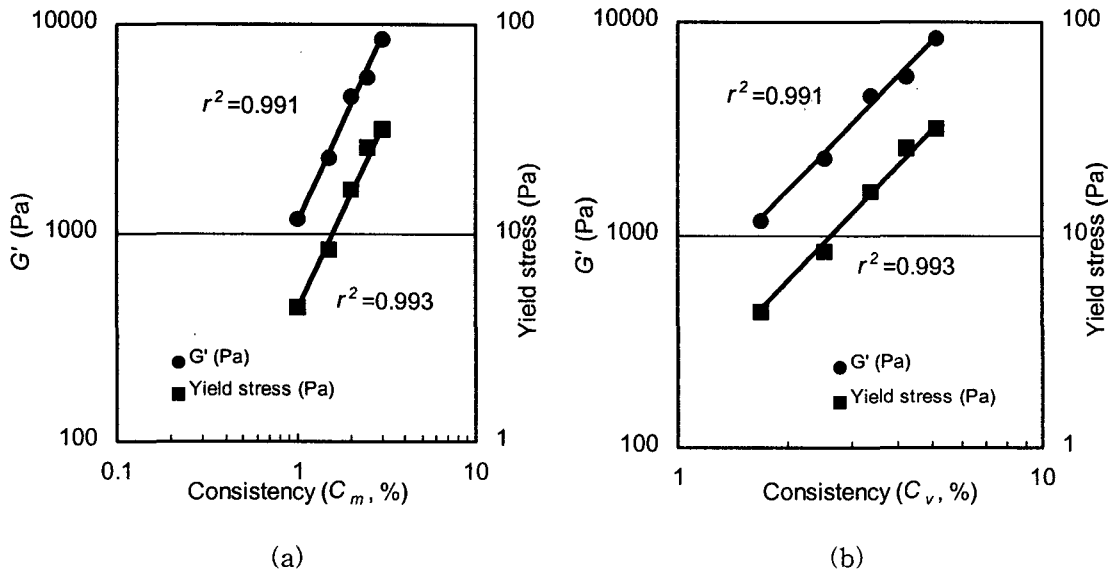 10000
1000
100
G' (Pa)
100
10
1
Yield stress (Pa)
r²=0.991
r²=0.993
G' (Pa)
Yield stress (Pa)
0.1
1
10
Consistency (C m , %)
(a)
10000
1000
100
G' (Pa)
100
10
1
Yield stress (Pa)
r²=0.991
r²=0.993
G' (Pa)
Yield stress (Pa)
1
10
Consistency (C v , %)
(b)